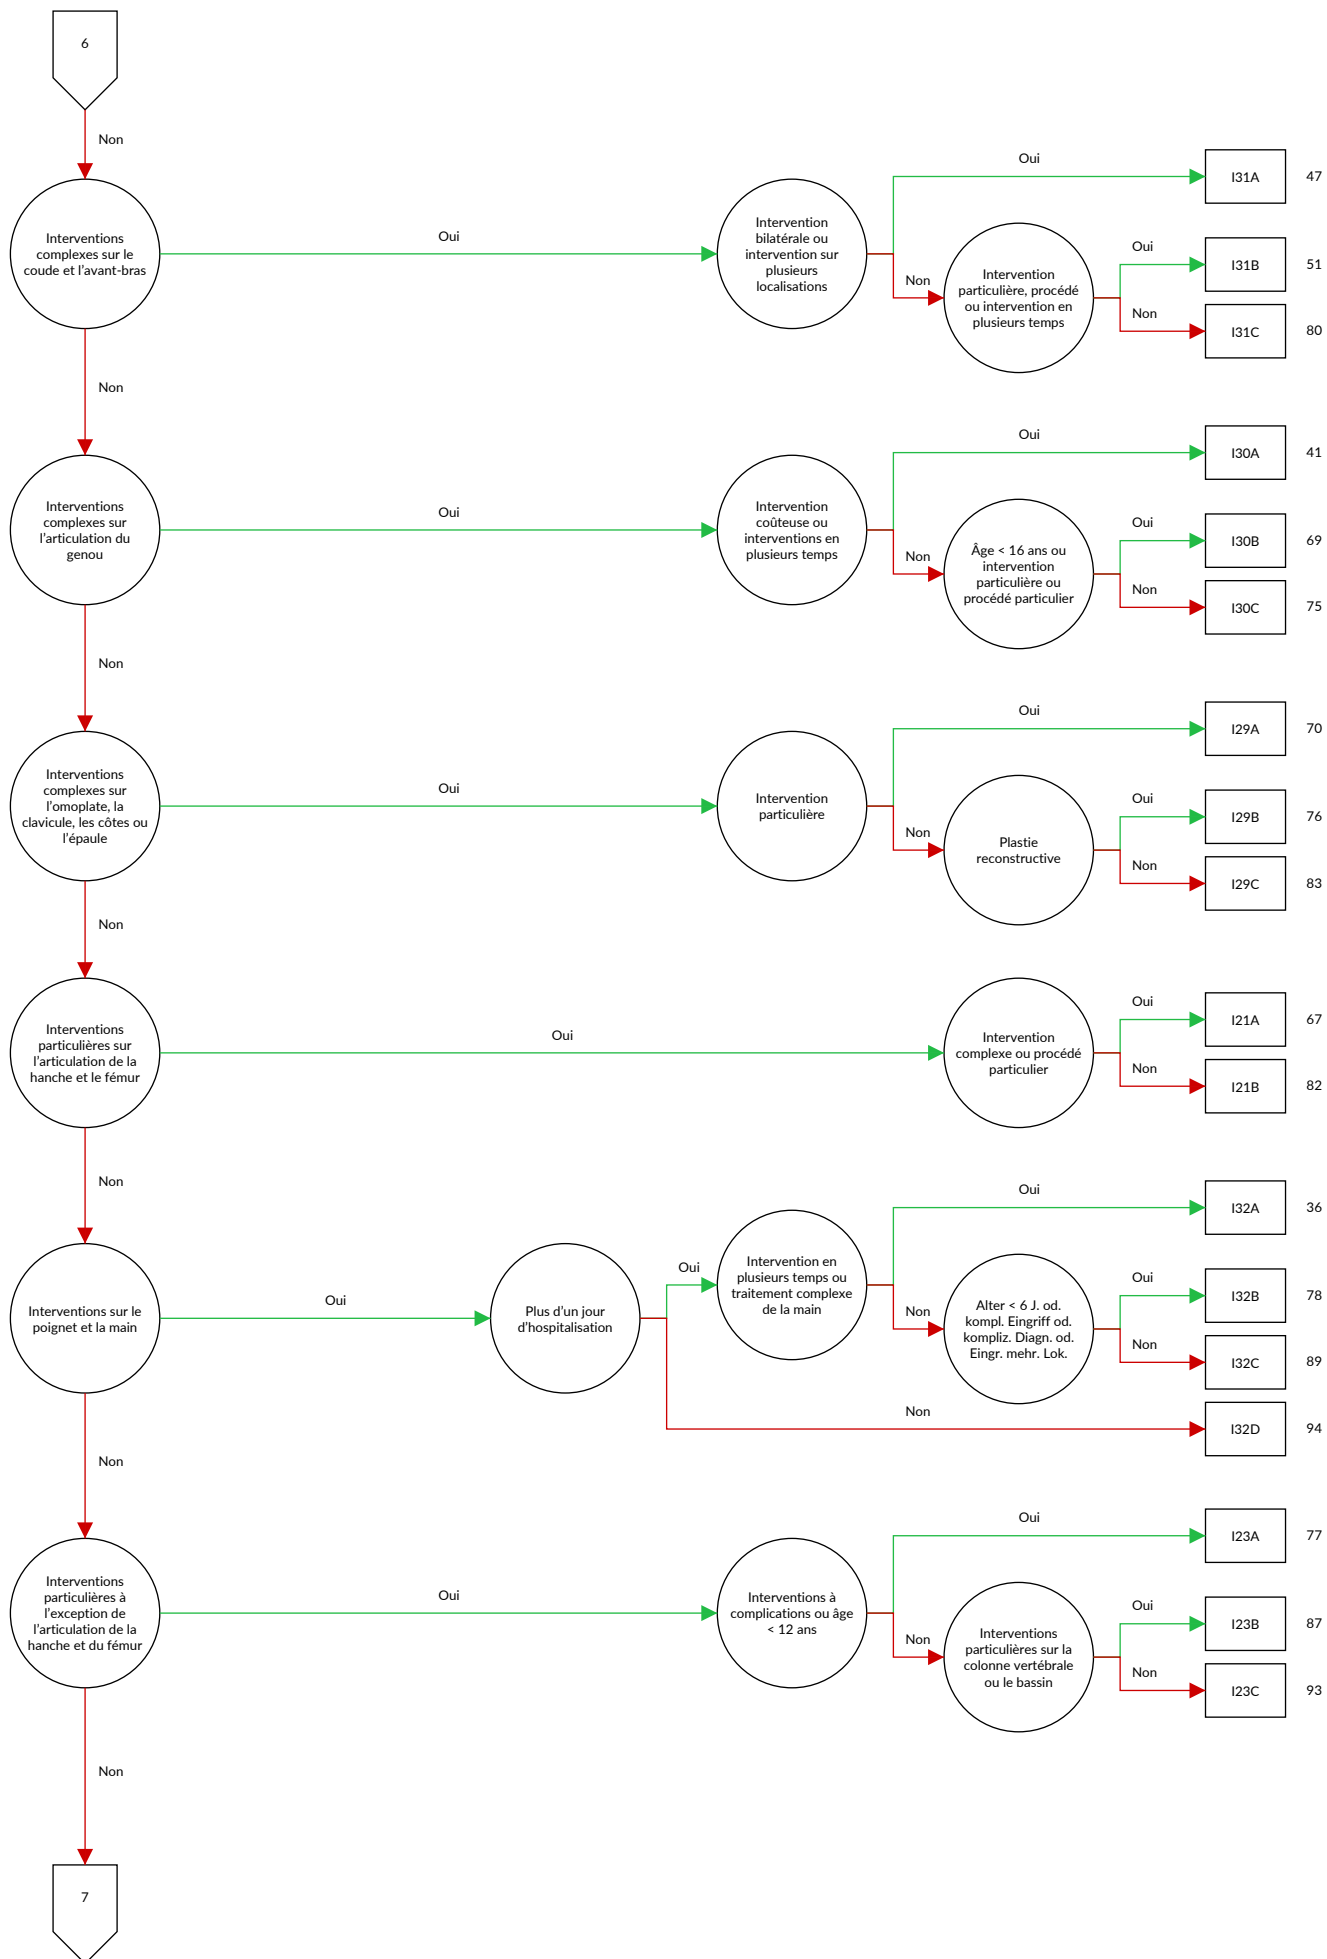 6
Non
Interventions
complexes sur le
coude et l'avant-bras
Oui
Intervention
bilatérale ou
intervention sur
plusieurs
localisations
Oui
I31A
47
Non
Intervention
particulière, procédé
ou intervention en
plusieurs temps
Oui
I31B
51
Non
I31C
80
Non
Interventions
complexes sur
l'articulation du
genou
Oui
Intervention
coûteuse ou
interventions en
plusieurs temps
Oui
I30A
41
Non
Âge < 16 ans ou
intervention
particulière ou
procédé particulier
Oui
I30B
69
Non
I30C
75
Non
Interventions
complexes sur
l'omoplate, la
clavicule, les côtes ou
l'épaule
Oui
Intervention
particulière
Oui
I29A
70
Non
Plastie
reconstructive
Oui
I29B
76
Non
I29C
83
Non
Interventions
particulières sur
l'articulation de la
hanche et le fémur
Oui
Intervention
complexe ou procédé
particulier
Oui
I21A
67
Non
I21B
82
Non
Interventions sur le
poignet et la main
Oui
Plus d'un jour
d'hospitalisation
Oui
Intervention en
plusieurs temps ou
traitement complexe
de la main
Oui
I32A
36
Non
Alter < 6 J. od.
kompl. Eingriff od.
kompliz. Diagn. od.
Eingr. mehr. Lok.
Oui
I32B
78
Non
I32C
89
Non
I32D
94
Non
Interventions
particulières à
l'exception de
l'articulation de la
hanche et du fémur
Oui
Interventions à
complications ou âge
< 12 ans
Oui
I23A
77
Non
Interventions
particulières sur la
colonne vertébrale
ou le bassin
Oui
I23B
87
Non
I23C
93
Non
7